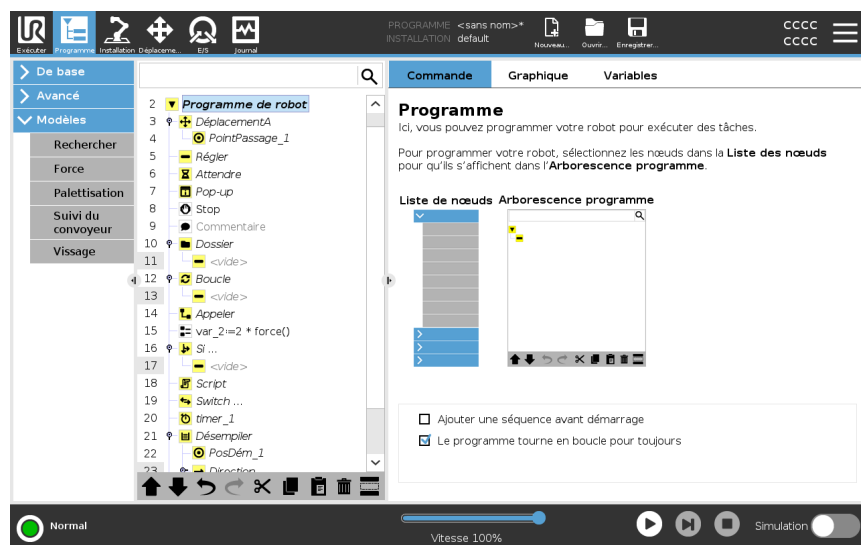 PROGRAMME <sans nom>*
INSTALLATION default
UR
Exécuter
Programme
Installation
Déplaceme...
E/S
Journal
Nouveau...
Ouvrir...
Enregistrer...
CCCC
CCCC
De base
Avancé
Modèles
Rechercher
Force
Palettisation
Suivi du
convoyeur
Vissage
2 Programme de robot
3 DéplacementA
4 PointPassage_1
5 Régler
6 Attendre
7 Pop-up
8 Stop
9 Commentaire
10 Dossier
11 <vide>
12 Boucle
13 <vide>
14 Appeler
15 var_2:=2 * force()
16 Si ...
17 <vide>
18 Script
19 Switch ...
20 timer_1
21 Désempiler
22 PosDém_1
23 Direction
Commande
Graphique
Variables
Programme
Ici, vous pouvez programmer votre robot pour exécuter des tâches.
Pour programmer votre robot, sélectionnez les nœuds dans la Liste des nœuds
pour qu'ils s'affichent dans l'Arborescence programme.
Liste de nœuds Arborescence programme
Ajouter une séquence avant démarrage
Le programme tourne en boucle pour toujours
Normal
Vitesse 100%
Simulation